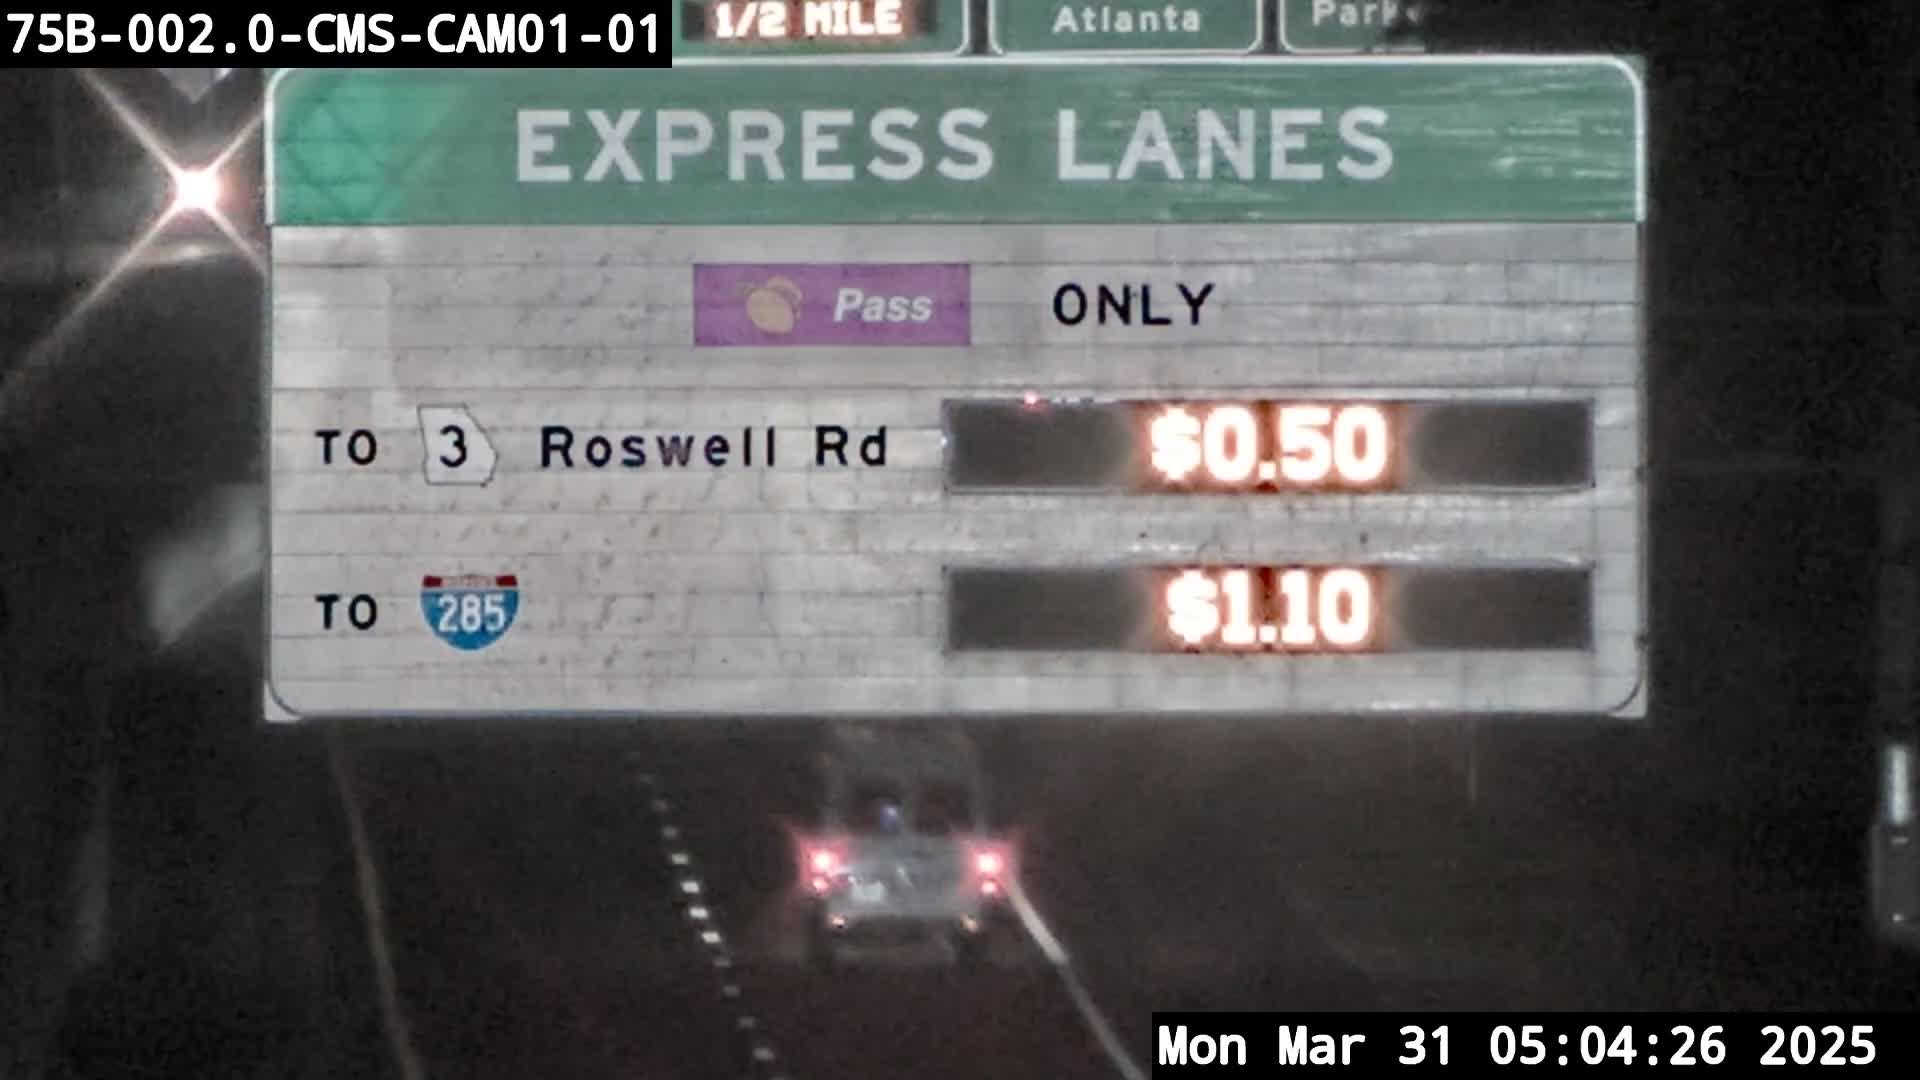 75B-002.0-CMS-CAM01-01
1/2 MILE
Atlanta
EXPRESS LANES
Pass ONLY
TO 3 Roswell Rd $0.50
TO 285 $1.10
Mon Mar 31 05:04:26 2025